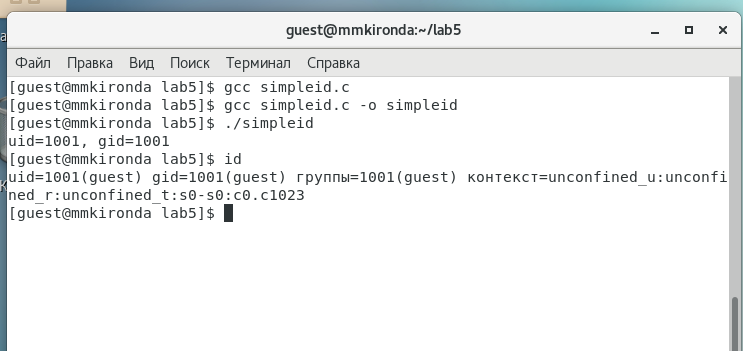 guest@mmkironda:~/lab5
Файл Правка Вид Поиск Терминал Справка
[guest@mmkironda lab5]$ gcc simpleid.c
[guest@mmkironda lab5]$ gcc simpleid.c -o simpleid
[guest@mmkironda lab5]$ ./simpleid
uid=1001, gid=1001
[guest@mmkironda lab5]$ id
uid=1001(guest) gid=1001(guest) группы=1001(guest) контекст=unconfined_u:unconfi
ned_r:unconfined_t:s0-s0:c0.c1023
[guest@mmkironda lab5]$